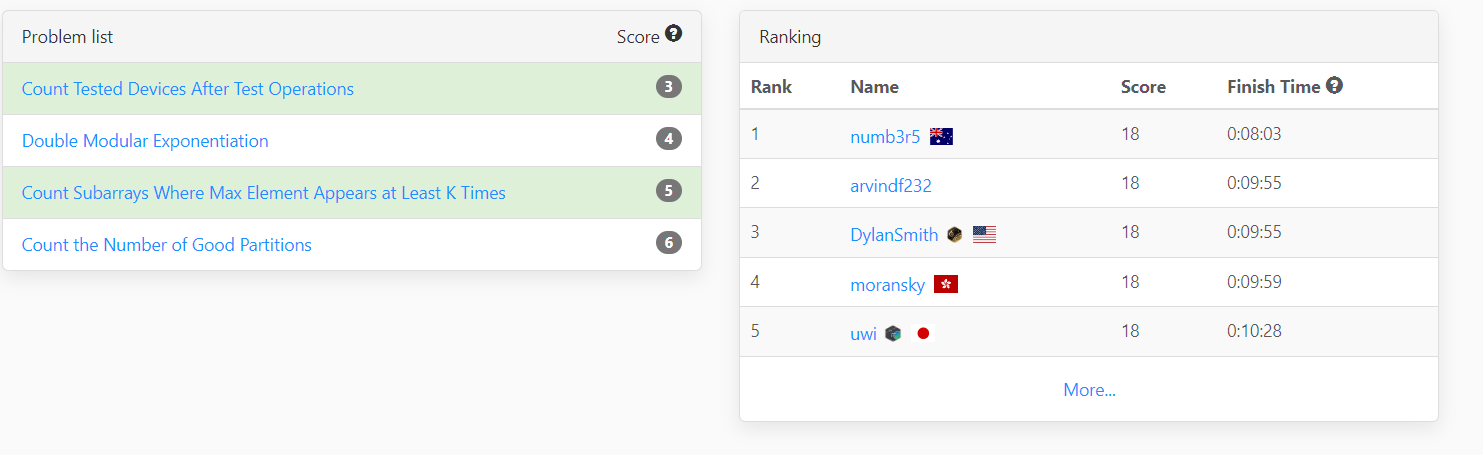 Problem list Score ?
Count Tested Devices After Test Operations 3
Double Modular Exponentiation 4
Count Subarrays Where Max Element Appears at Least K Times 5
Count the Number of Good Partitions 6
Ranking
Rank Name Score Finish Time ?
1 numb3r5 18 0:08:03
2 arvindf232 18 0:09:55
3 DylanSmith 18 0:09:55
4 moransky 18 0:09:59
5 uwi 18 0:10:28
More...